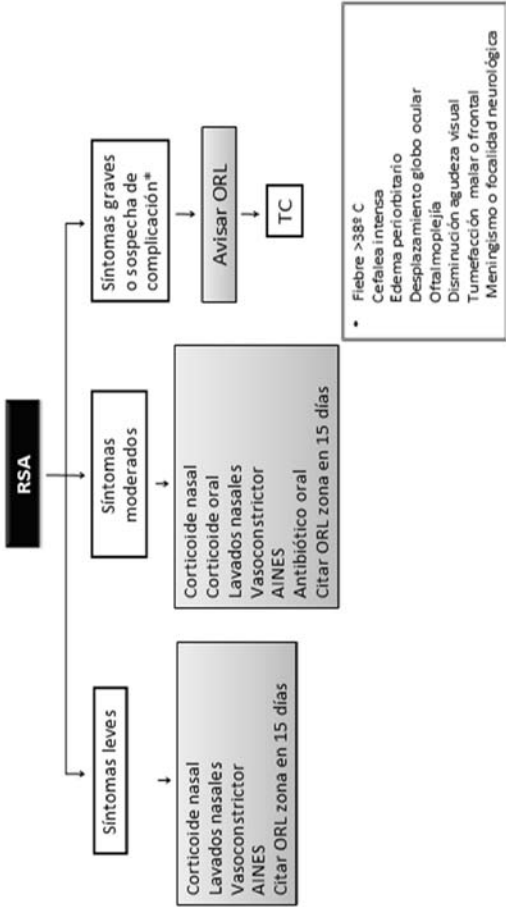 RSA
Síntomas leves
Corticoide nasal
Lavados nasales
Vasoconstrictor
AINES
Citar ORL zona en 15 días
Síntomas
moderados
Corticoide nasal
Corticoide oral
Lavados nasales
Vasoconstrictor
AINES
Antibiótico oral
Citar ORL zona en 15 días
Síntomas graves
o sospecha de
complicación*
Avisar ORL
TC
• Fiebre >38º C
Cefalea intensa
Edema periorbitario
Desplazamiento globo ocular
Oftalmoplejía
Disminución agudeza visual
Tumefacción malar o frontal
Meningismo o focalidad neurológica